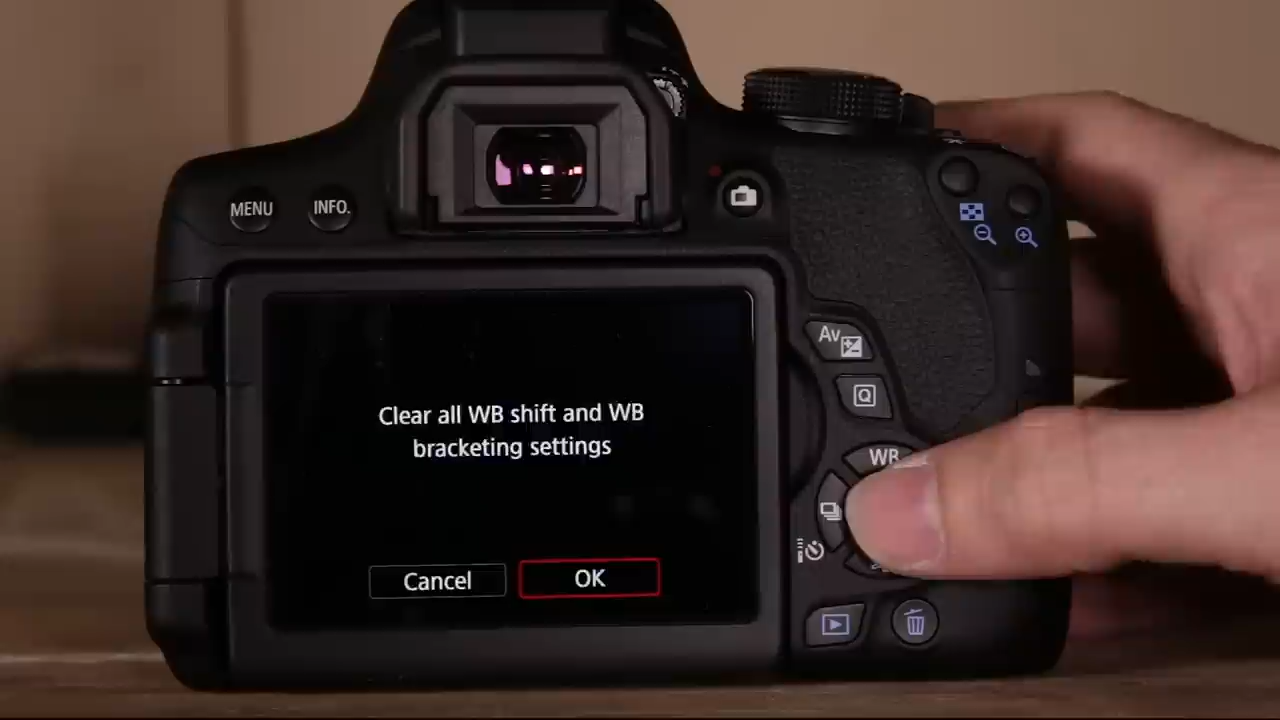 MENU
INFO.
Av
Q
Clear all WB shift and WB
bracketing settings
WB
Cancel
OK